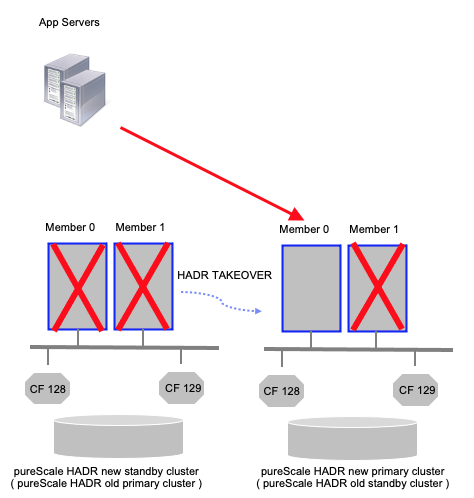 App Servers
Member 0
Member 1
Member 0
Member 1
HADR TAKEOVER
CF 128
CF 129
CF 128
CF 129
pureScale HADR new standby cluster
( pureScale HADR old primary cluster )
pureScale HADR new primary cluster
( pureScale HADR old standby cluster )